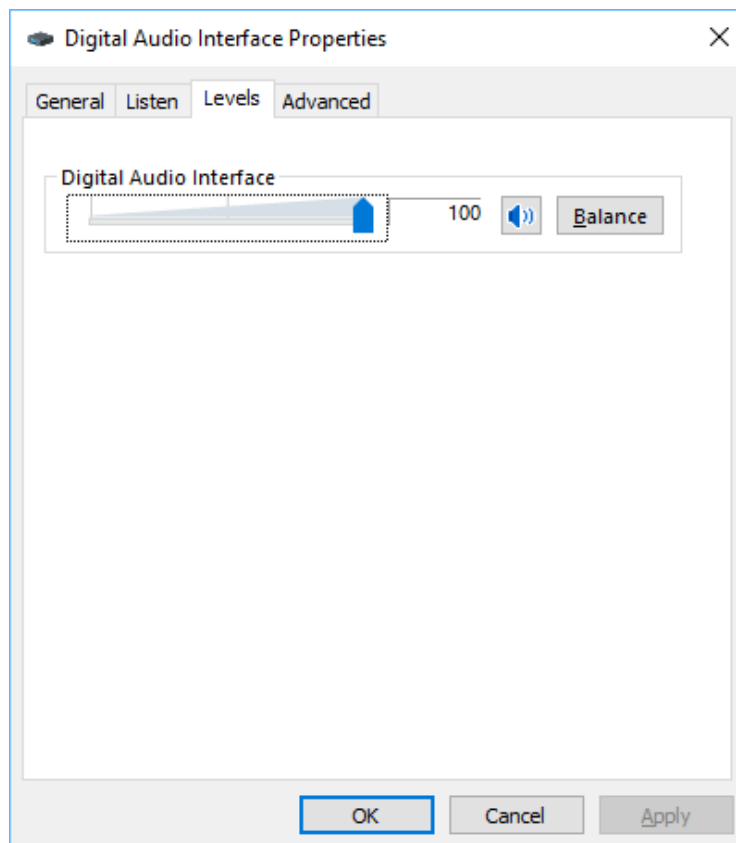 Digital Audio Interface Properties
General Listen Levels Advanced
Digital Audio Interface
100 Balance
OK Cancel Apply